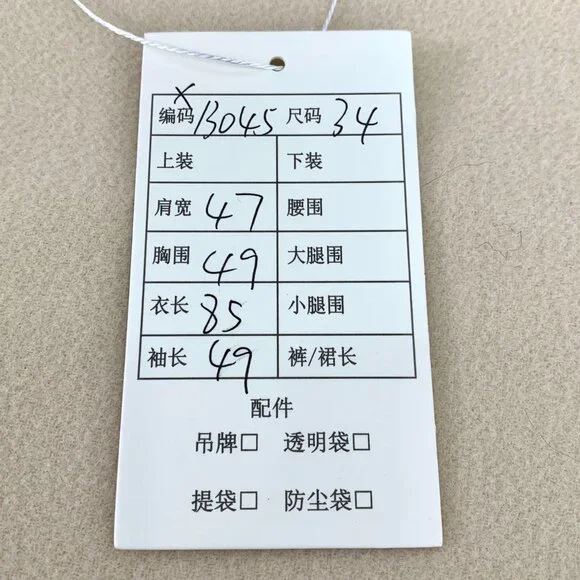 X
编码 B045 尺码 34
上装 下装
肩宽 47 腰围
胸围 49 大腿围
衣长 85 小腿围
袖长 49 裤/裙长
配件
吊牌□ 透明袋□
提袋□ 防尘袋□